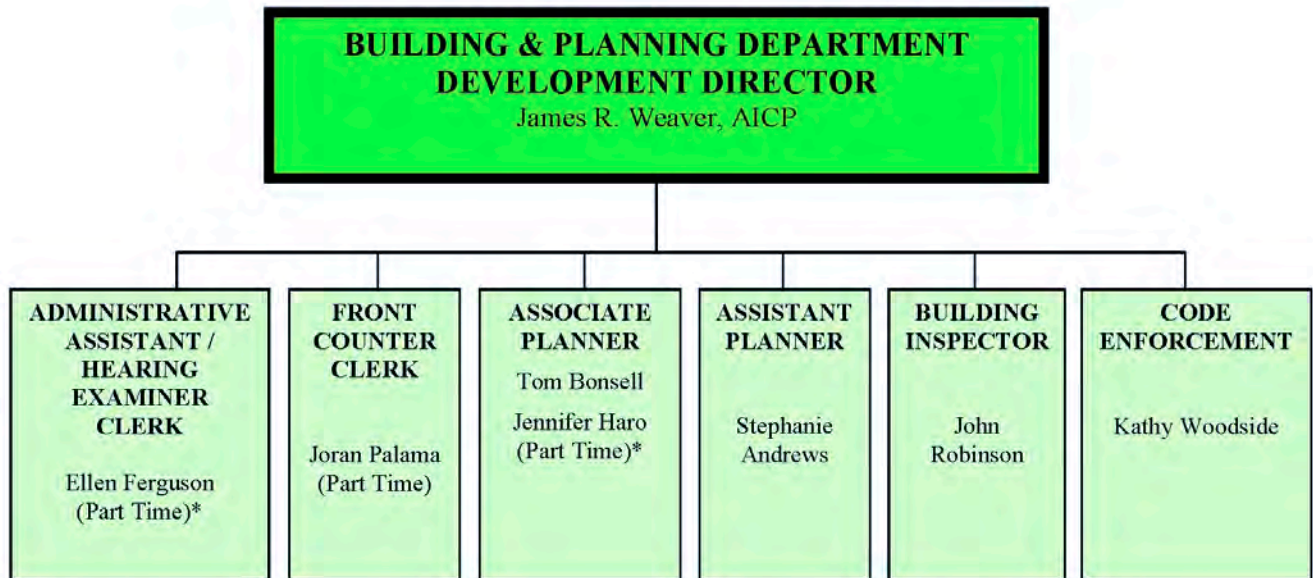 BUILDING & PLANNING DEPARTMENT
DEVELOPMENT DIRECTOR
James R. Weaver, AICP
ADMINISTRATIVE
ASSISTANT /
HEARING
EXAMINER
CLERK
Ellen Ferguson
(Part Time)*
FRONT
COUNTER
CLERK
Joran Palama
(Part Time)
ASSOCIATE
PLANNER
Tom Bonsell
Jennifer Haro
(Part Time)*
ASSISTANT
PLANNER
Stephanie
Andrews
BUILDING
INSPECTOR
John
Robinson
CODE
ENFORCEMENT
Kathy Woodside